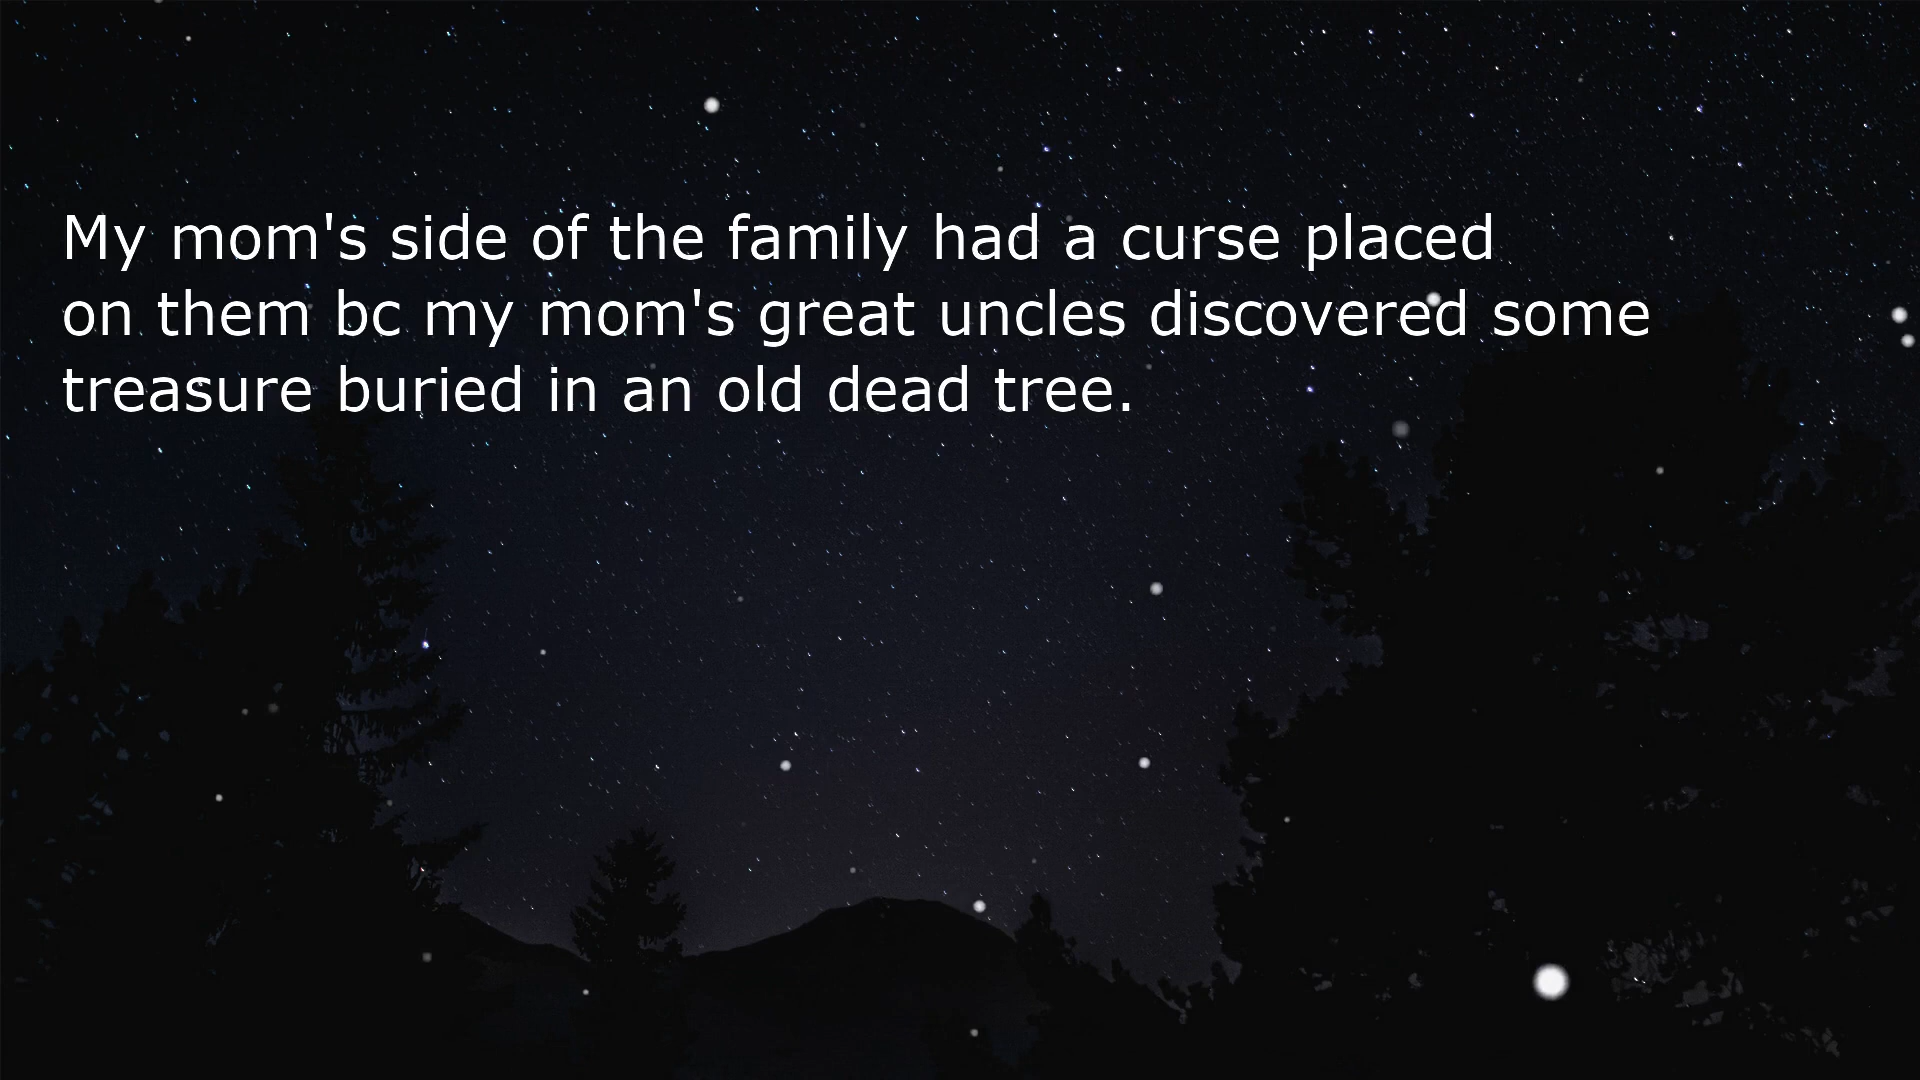 My mom's side of the family had a curse placed
on them bc my mom's great uncles discovered some
treasure buried in an old dead tree.